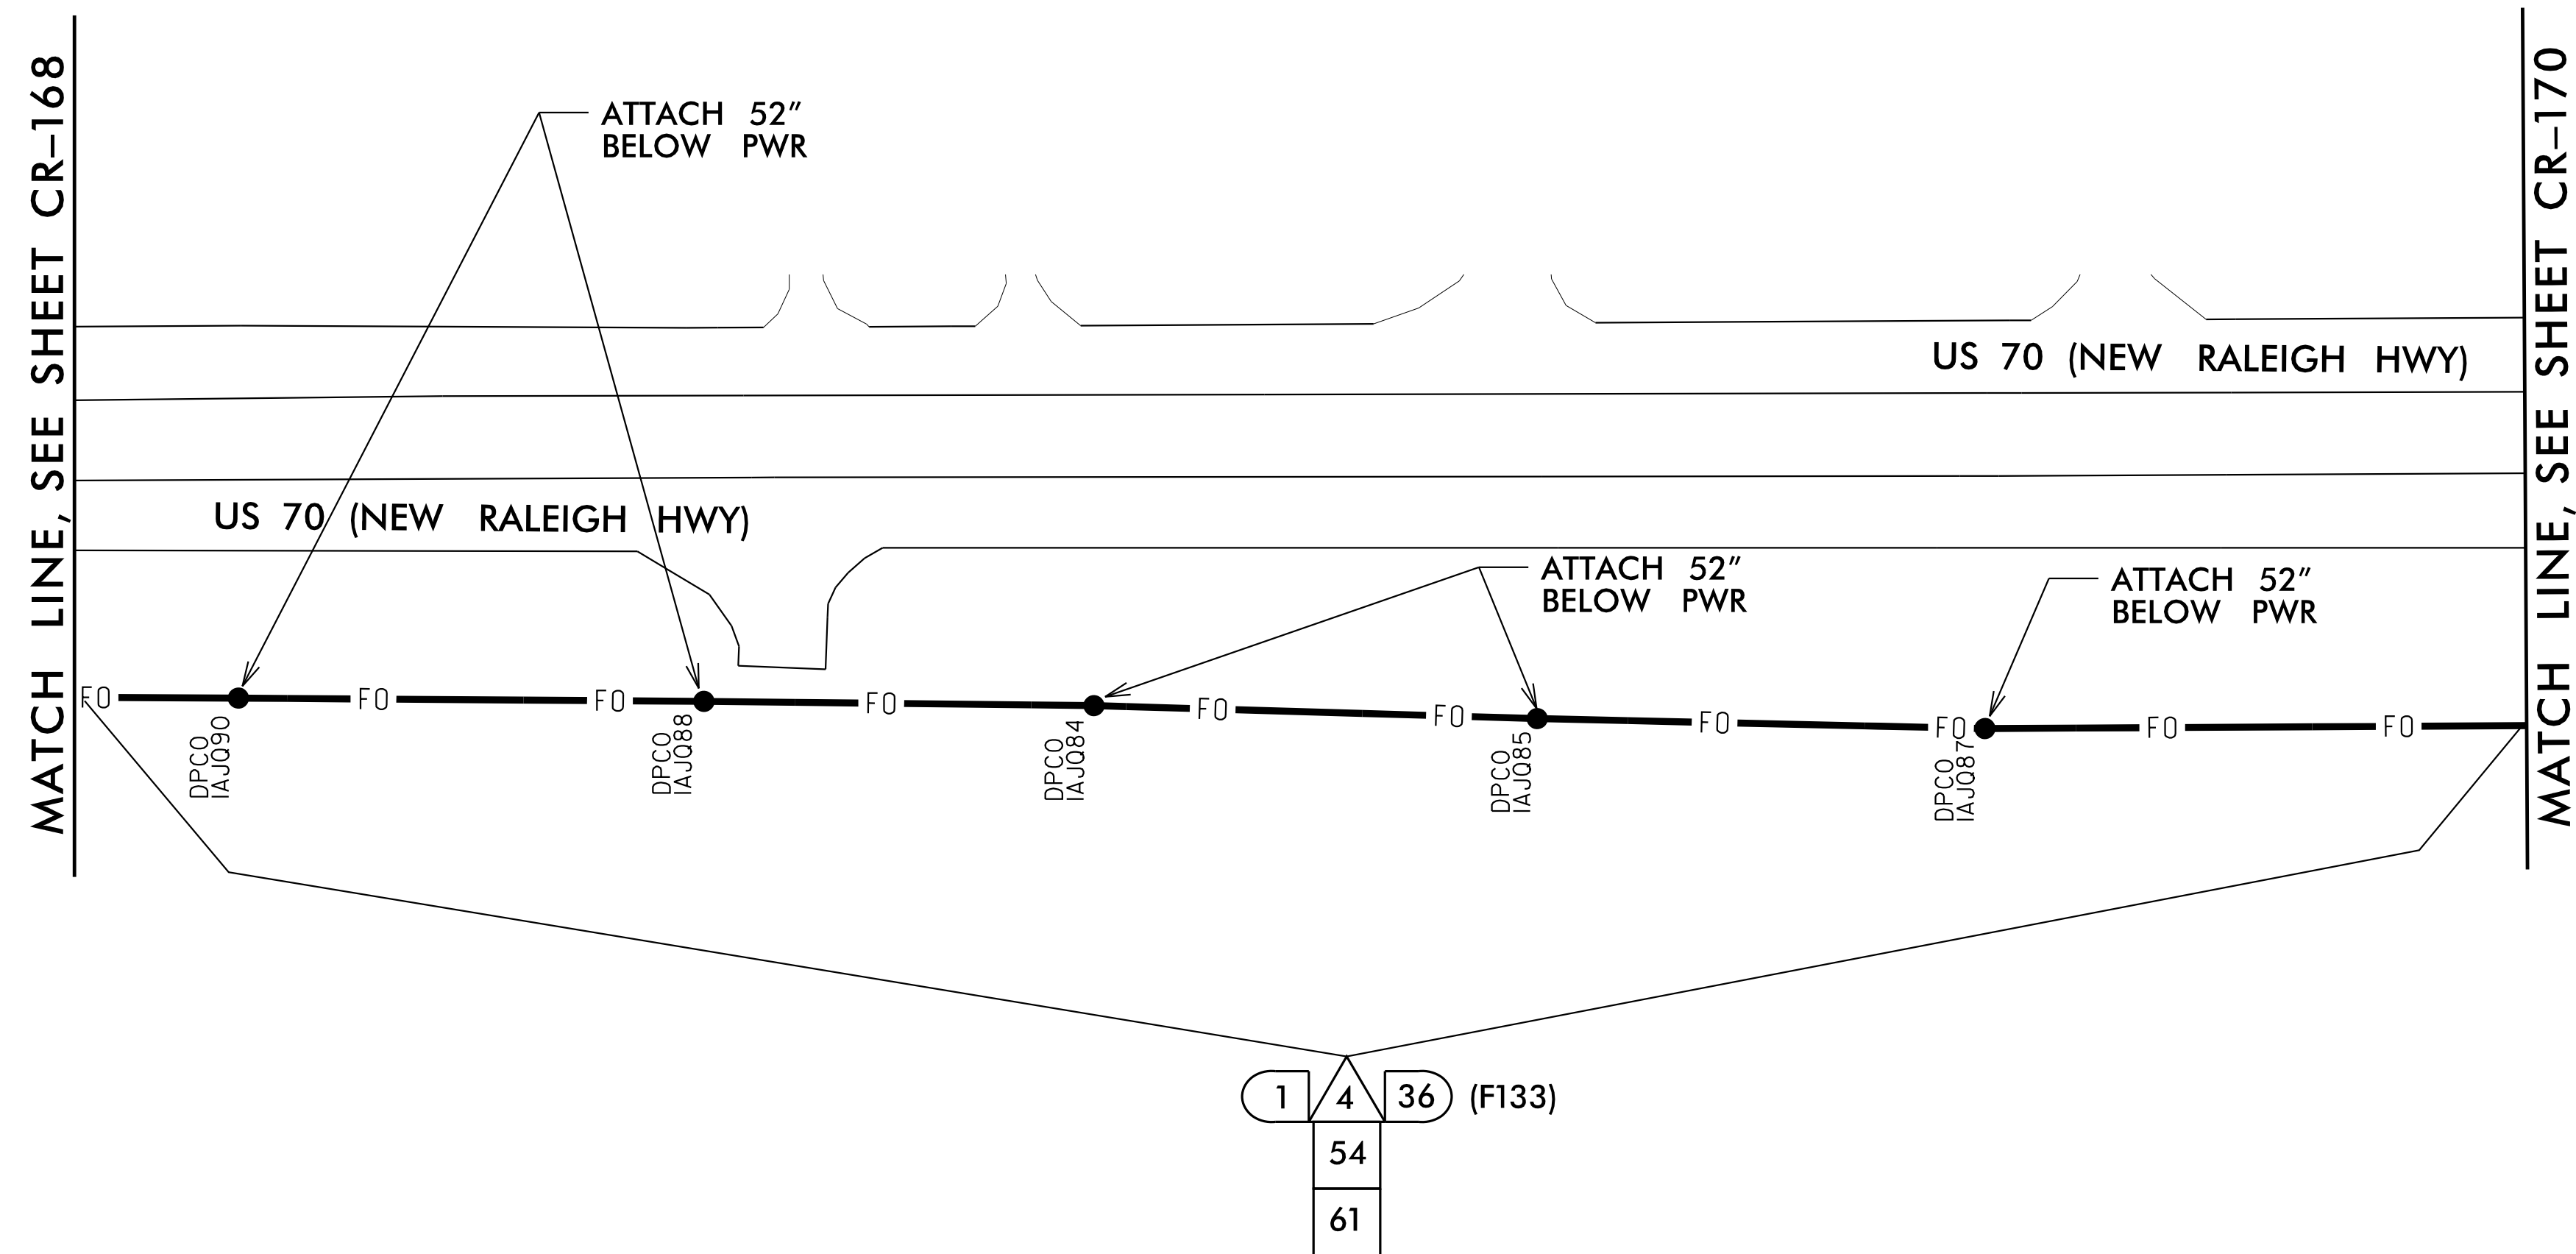 MATCH LINE, SEE SHEET CR-168
MATCH LINE, SEE SHEET CR-170
ATTACH 52"
BELOW PWR
US 70 (NEW RALEIGH HWY)
US 70 (NEW RALEIGH HWY)
ATTACH 52"
BELOW PWR
ATTACH 52"
BELOW PWR
FO FO FO FO FO FO FO FO FO FO
DPCO
IAJQ90
DPCO
IAJQ88
DPCO
IAJQ84
DPCO
IAJQ85
DPCO
IAJQ87
1 4 36 (F133)
54
61